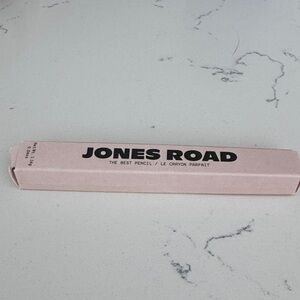 JONES ROAD
THE BEST PENCIL / LE CRAYON PARFAIT